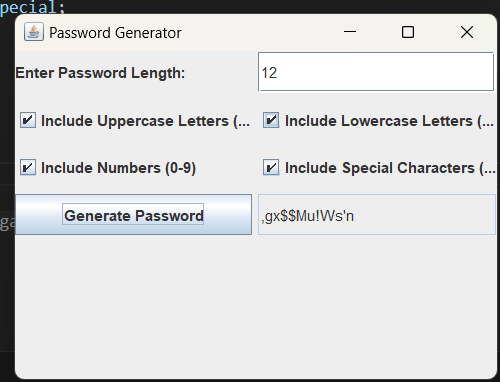 pecial;
Password Generator
Enter Password Length: 12
Include Uppercase Letters (... Include Lowercase Letters (...
Include Numbers (0-9) Include Special Characters (...
Generate Password ,gx$$Mu!Ws'n
ga